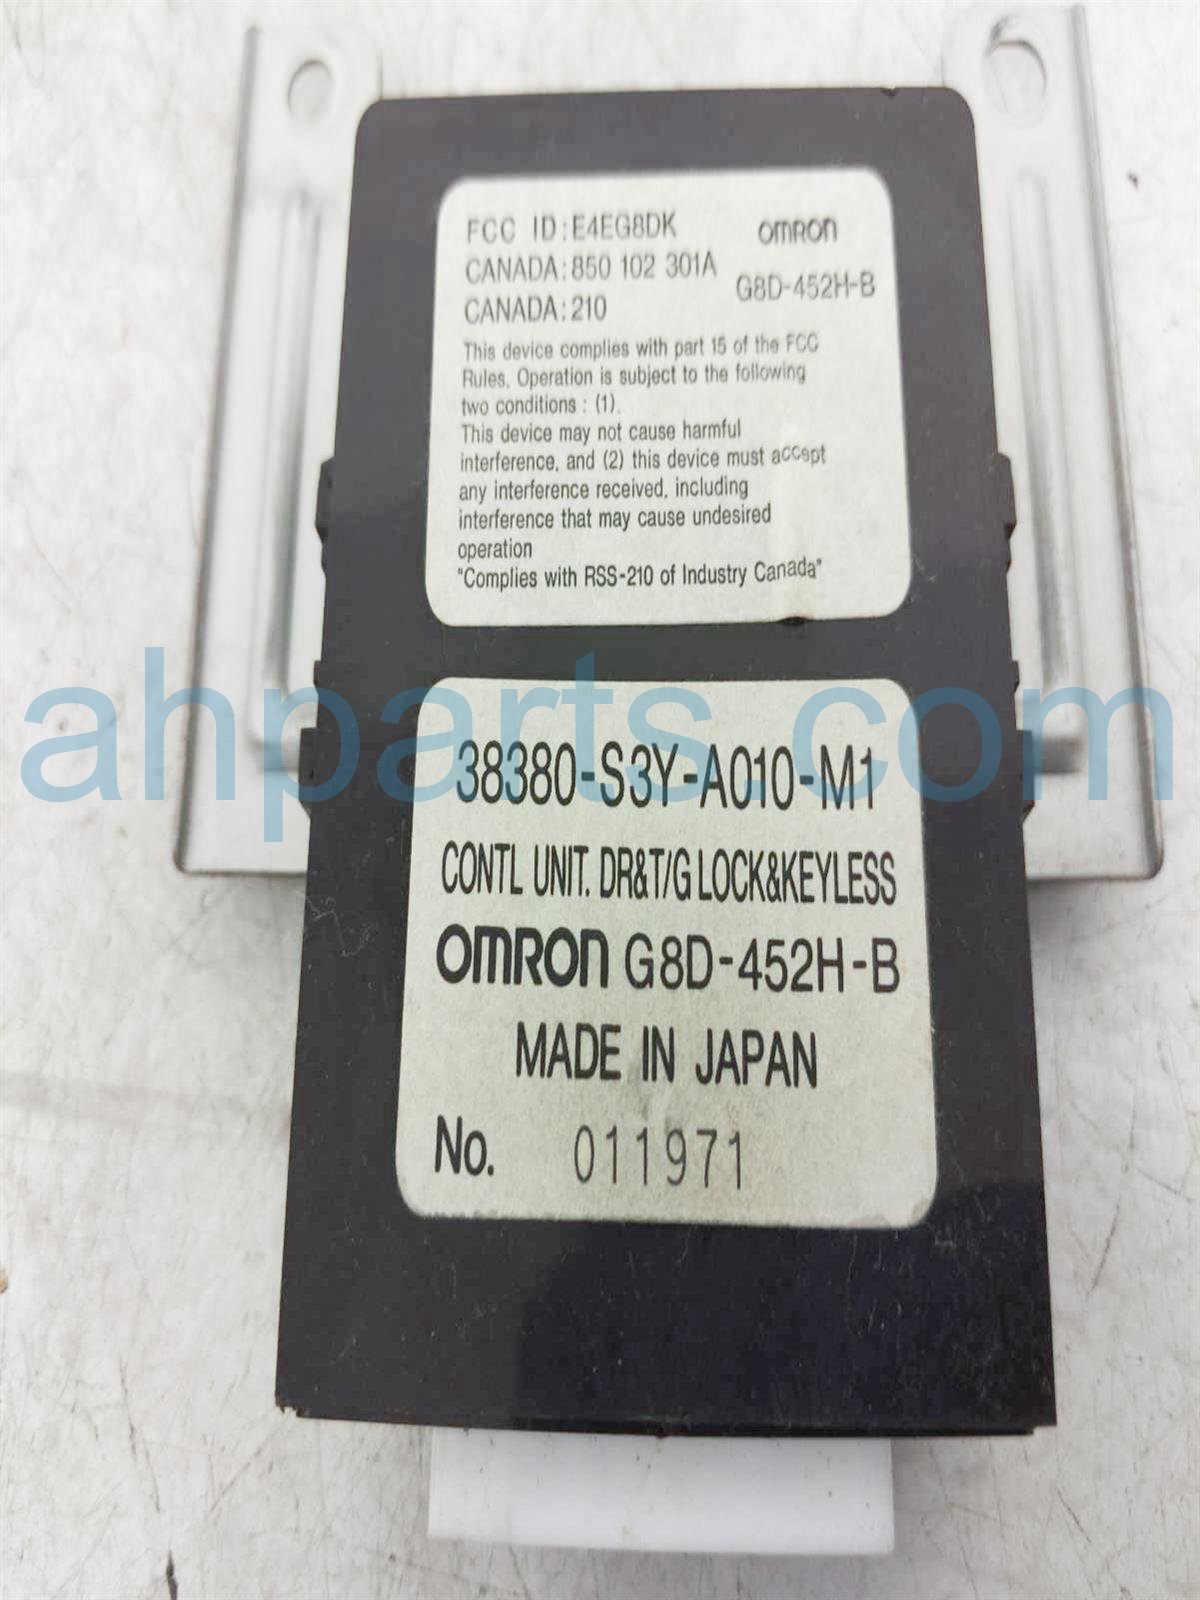 FCC ID:E4EG8DK
OMRON
CANADA:850 102 301A
G8D-452H-B
CANADA:210
This device complies with part 15 of the FCC
Rules. Operation is subject to the following
two conditions : (1).
This device may not cause harmful
interference, and (2) this device must accept
any interference received, including
interference that may cause undesired
operation
"Complies with RSS-210 of Industry Canada"
ahparts.com
38380-S3Y-A010-M1
CONTL UNIT. DR&T/G LOCK&KEYLESS
OMRON G8D-452H-B
MADE IN JAPAN
No. 011971